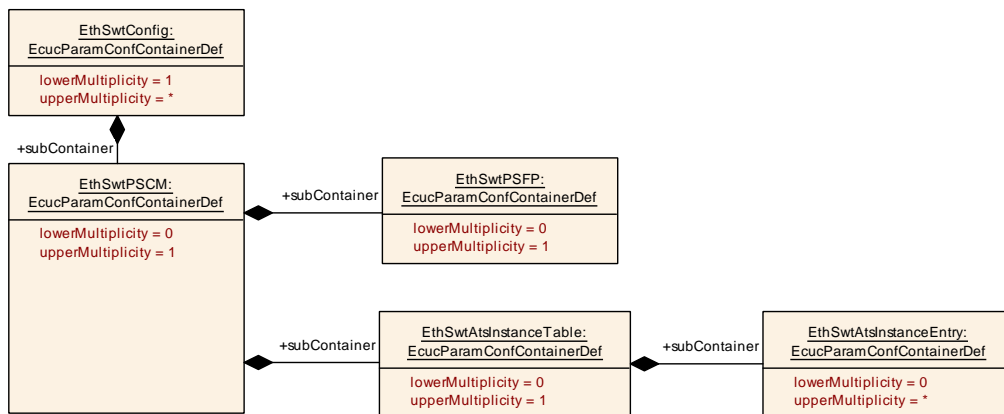 EthSwtConfig:
EcucParamConfContainerDef
lowerMultiplicity = 1
upperMultiplicity = *
+subContainer
EthSwtPSCM:
EcucParamConfContainerDef
lowerMultiplicity = 0
upperMultiplicity = 1
+subContainer
EthSwtPSFP:
EcucParamConfContainerDef
lowerMultiplicity = 0
upperMultiplicity = 1
+subContainer
EthSwtAtsInstanceTable:
EcucParamConfContainerDef
lowerMultiplicity = 0
upperMultiplicity = 1
+subContainer
EthSwtAtsInstanceEntry:
EcucParamConfContainerDef
lowerMultiplicity = 0
upperMultiplicity = *